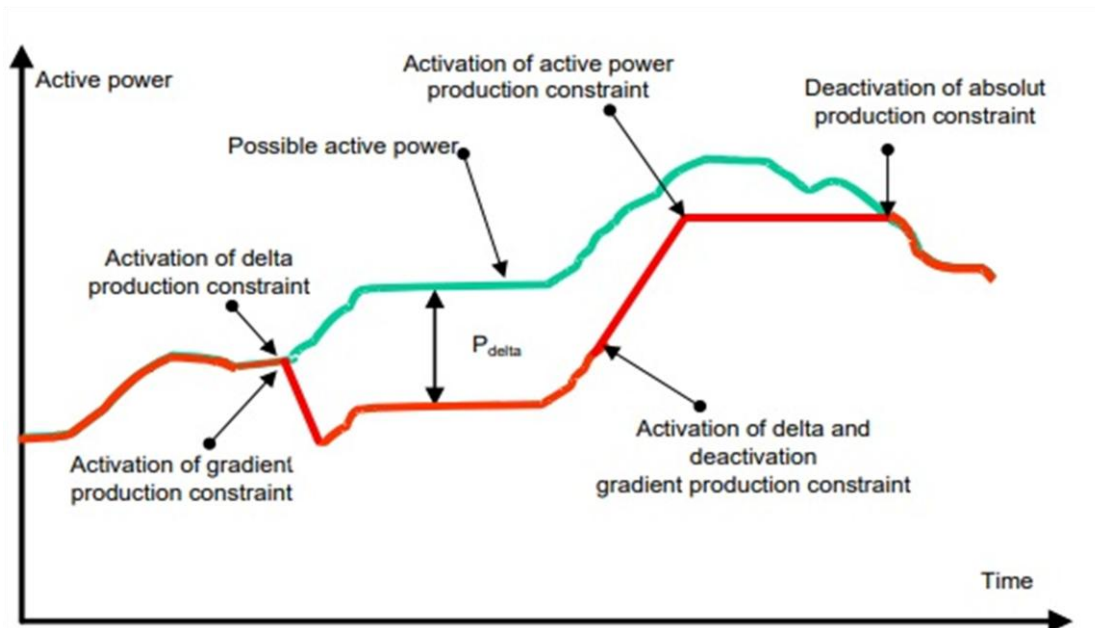 Active power
Activation of active power
production constraint
Deactivation of absolut
production constraint
Possible active power
Activation of delta
production constraint
P delta
Activation of gradient
production constraint
Activation of delta and
deactivation
gradient production constraint
Time